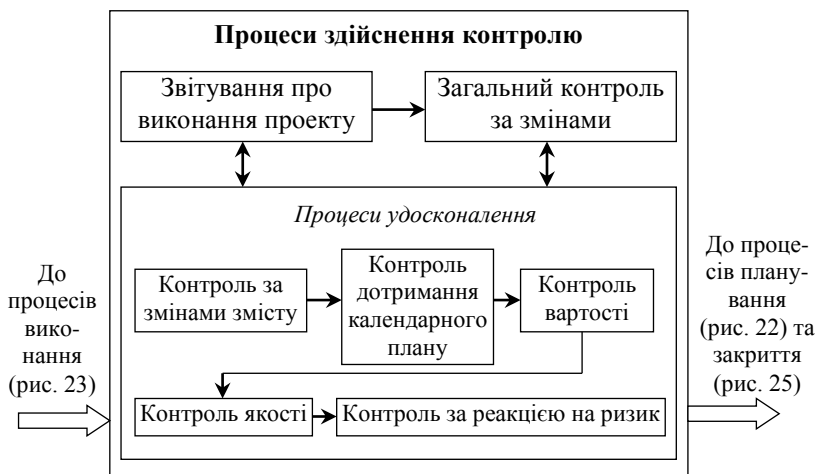 Процеси здійснення контролю
Звітування про
виконання проекту
Загальний контроль
за змінами
Процеси удосконалення
Контроль за
змінами змісту
Контроль
дотримання
календарного
плану
Контроль
вартості
Контроль якості
Контроль за реакцією на ризик
До
процесів
вико-
нання
(рис. 23)
До проце-
сів плану-
вання
(рис. 22) та
закриття
(рис. 25)